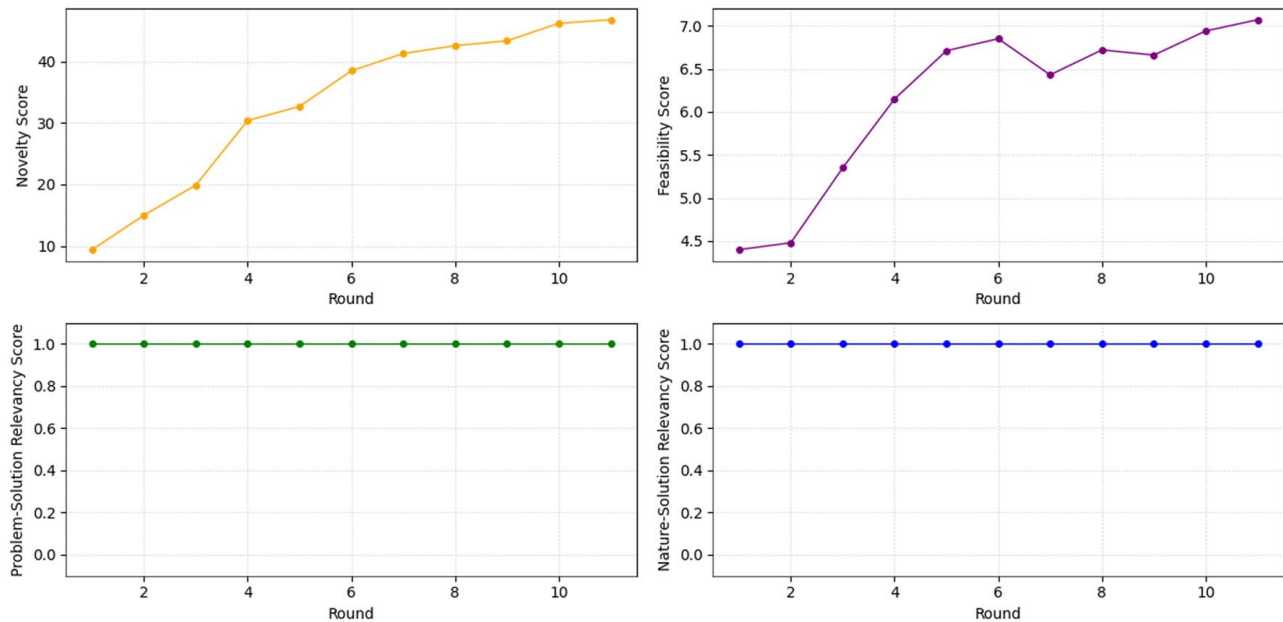 Novelty Score
40
30
20
10
2 4 6 8 10
Round
Feasibility Score
7.0
6.5
6.0
5.5
5.0
4.5
2 4 6 8 10
Round
Problem-Solution Relevancy Score
1.0
0.8
0.6
0.4
0.2
0.0
2 4 6 8 10
Round
Nature-Solution Relevancy Score
1.0
0.8
0.6
0.4
0.2
0.0
2 4 6 8 10
Round